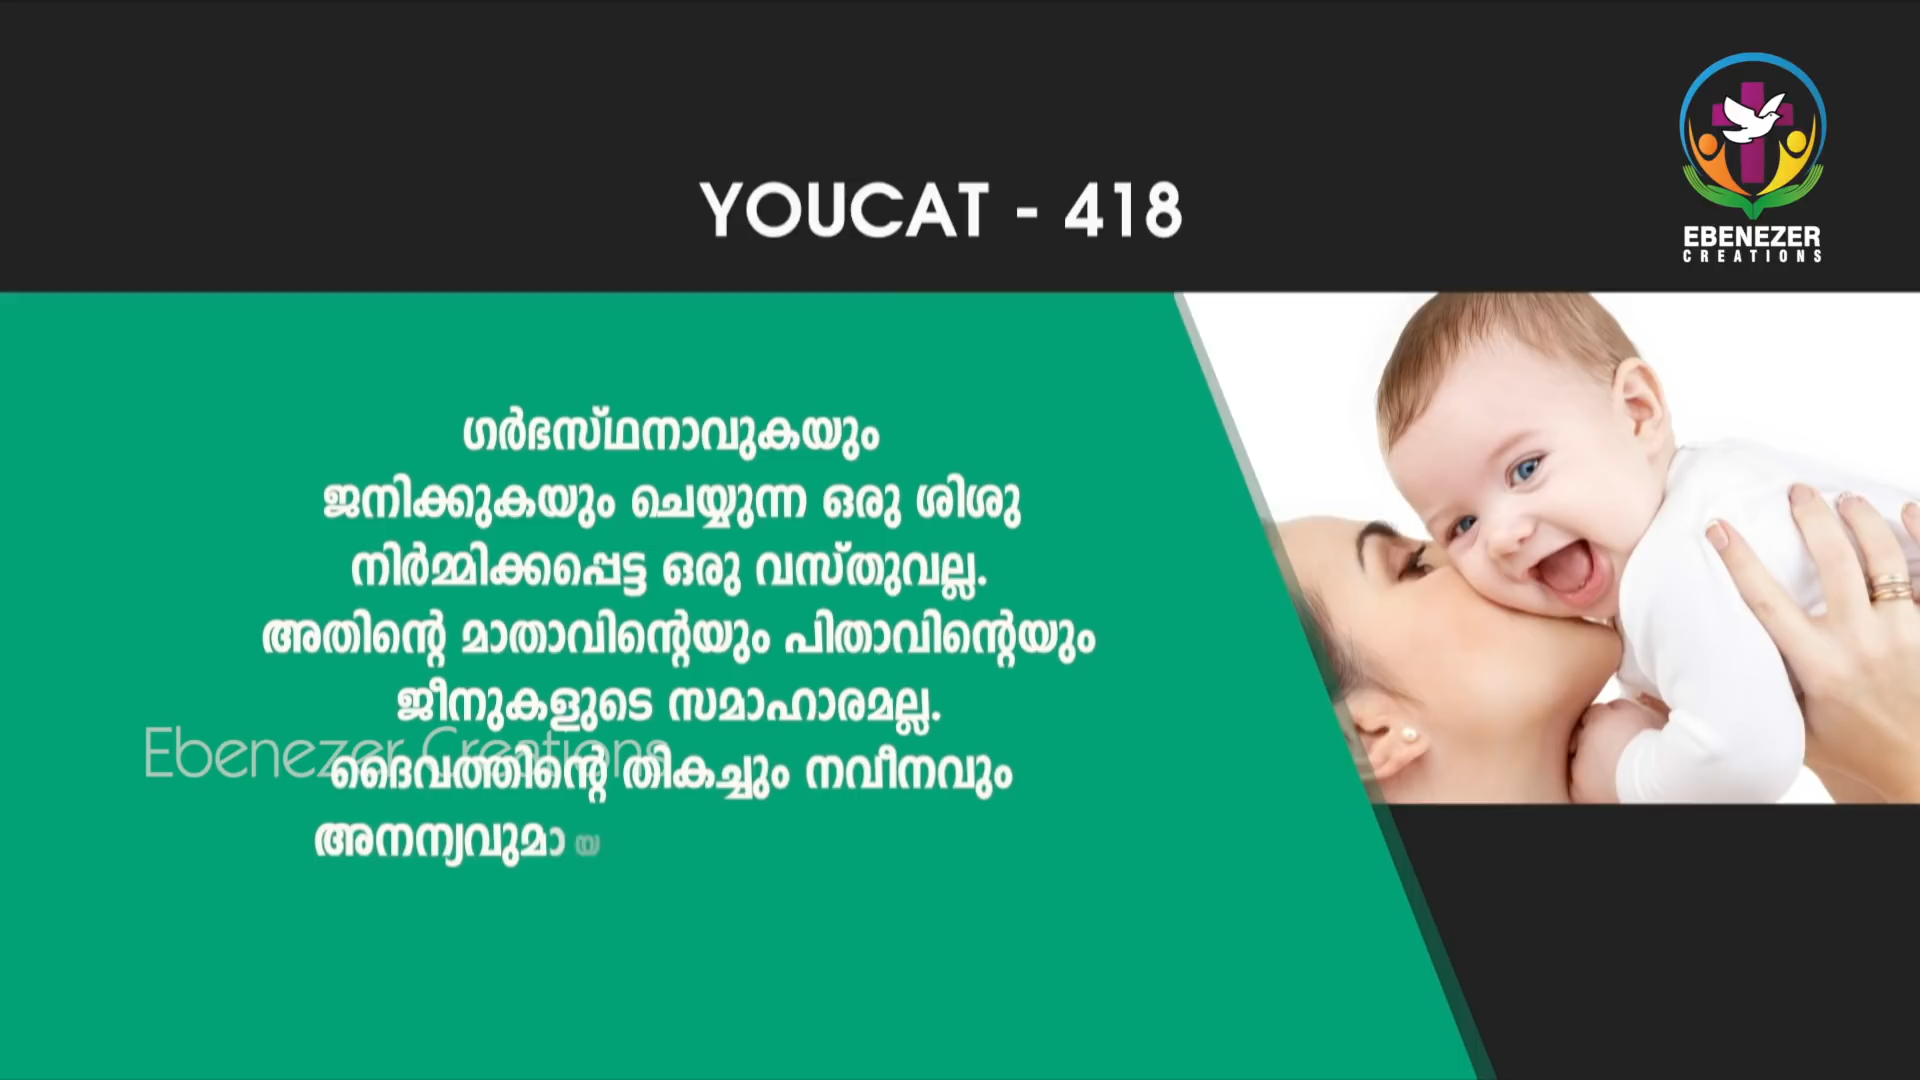 YOUCAT - 418
EBENEZER
CREATIONS
ഗർഭസ്ഥനാവുകയും
ജനിക്കുകയും ചെയ്യുന്ന ഒരു ശിശു
നിർമ്മിക്കപ്പെട്ട ഒരു വസ്തുവല്ല.
അതിന്റെ മാതാവിന്റെയും പിതാവിന്റെയും
ജീനുകളുടെ സമാഹാരമല്ല.
Ebenezer Creations
ദൈവത്തിന്റെ തികച്ചും നവീനവും
അനന്യവുമായ